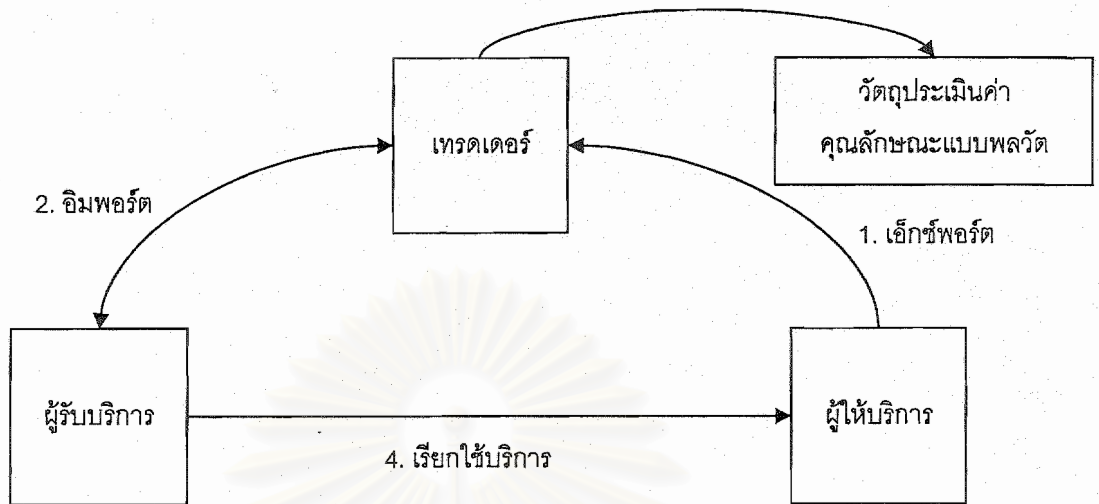 วัตถุประเมินค่า
คุณลักษณะแบบพลวัต
เทรดเดอร์
2. อิมพอร์ต
1. เอ็กซ์พอร์ต
ผู้รับบริการ
ผู้ให้บริการ
4. เรียกใช้บริการ